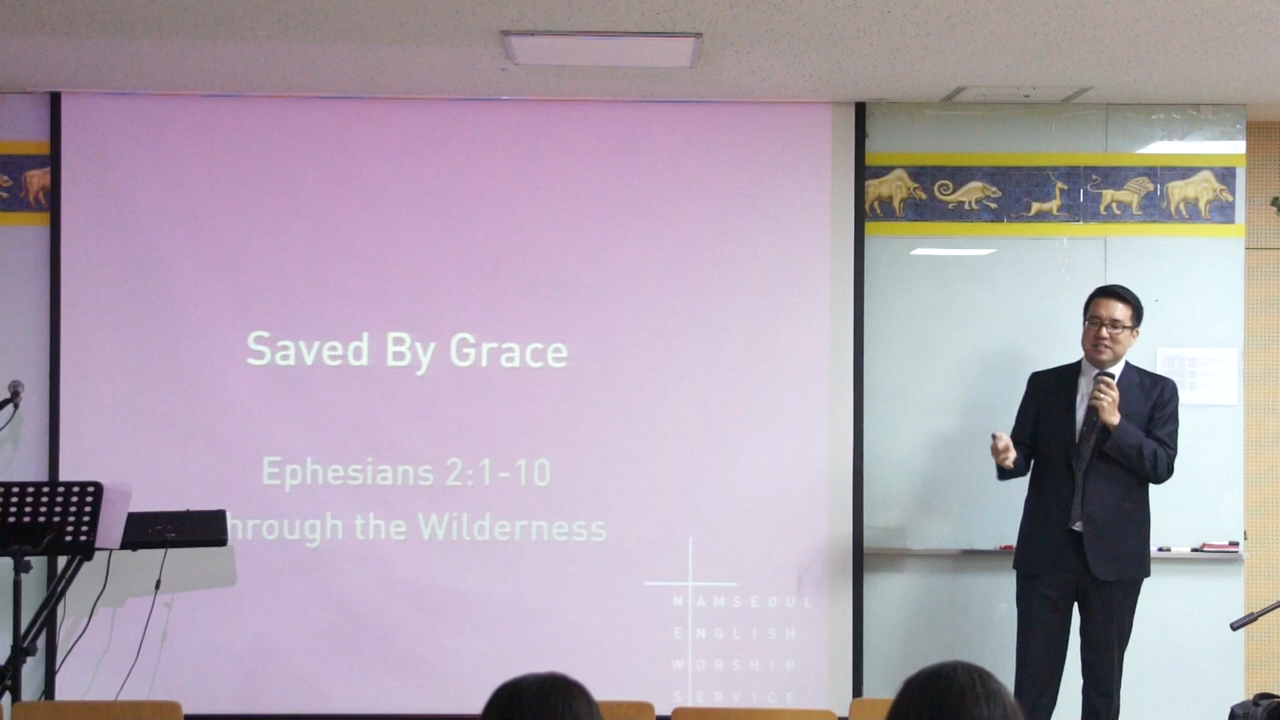 Saved By Grace
Ephesians 2:1-10
hrough the Wilderness
NAMSEOUL
ENGLISH
WORSHIP
SERVICE